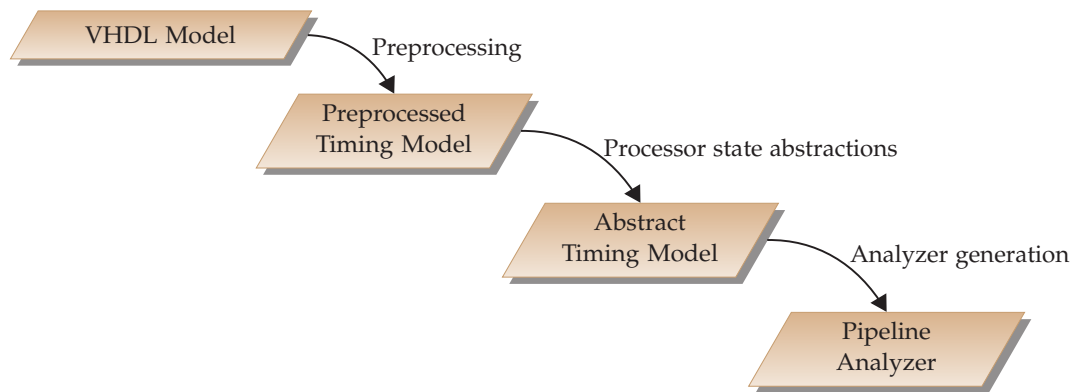 VHDL Model
Preprocessing
Preprocessed
Timing Model
Processor state abstractions
Abstract
Timing Model
Analyzer generation
Pipeline
Analyzer